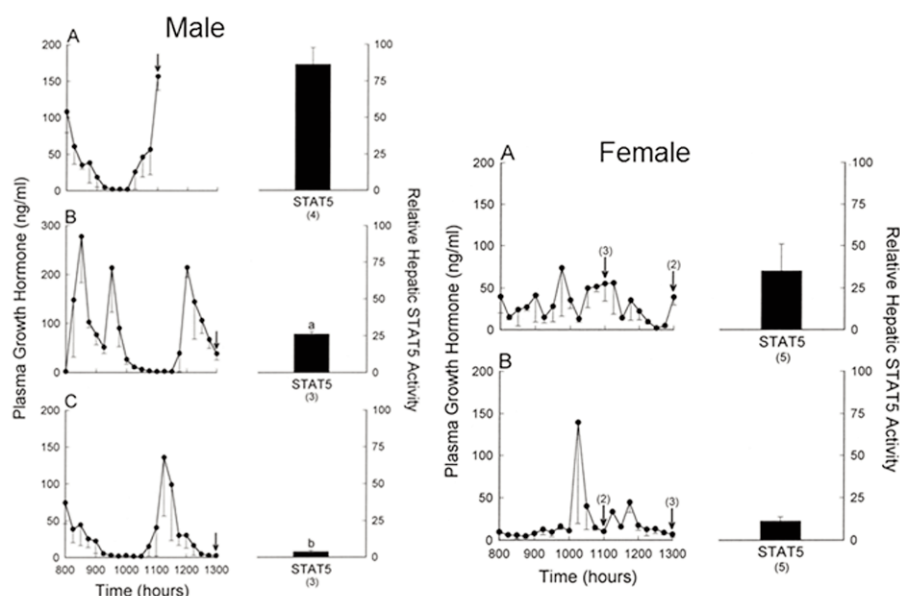 Male
A
200
150
100
50
0
100
75
50
25
0
STAT5
(4)
B
300
200
100
0
100
75
50
25
0
a
STAT5
(3)
C
200
150
100
50
0
800 900 1000 1100 1200 1300
Time (hours)
100
75
50
25
0
b
STAT5
(3)
Plasma Growth Hormone (ng/ml)
Relative Hepatic STAT5 Activity
Female
A
200
150
100
50
0
(3)
(2)
100
75
50
25
0
STAT5
(5)
B
200
150
100
50
0
(2)
(3)
800 900 1000 1100 1200 1300
Time (hours)
100
75
50
25
0
STAT5
(5)
Plasma Growth Hormone (ng/ml)
Relative Hepatic STAT5 Activity